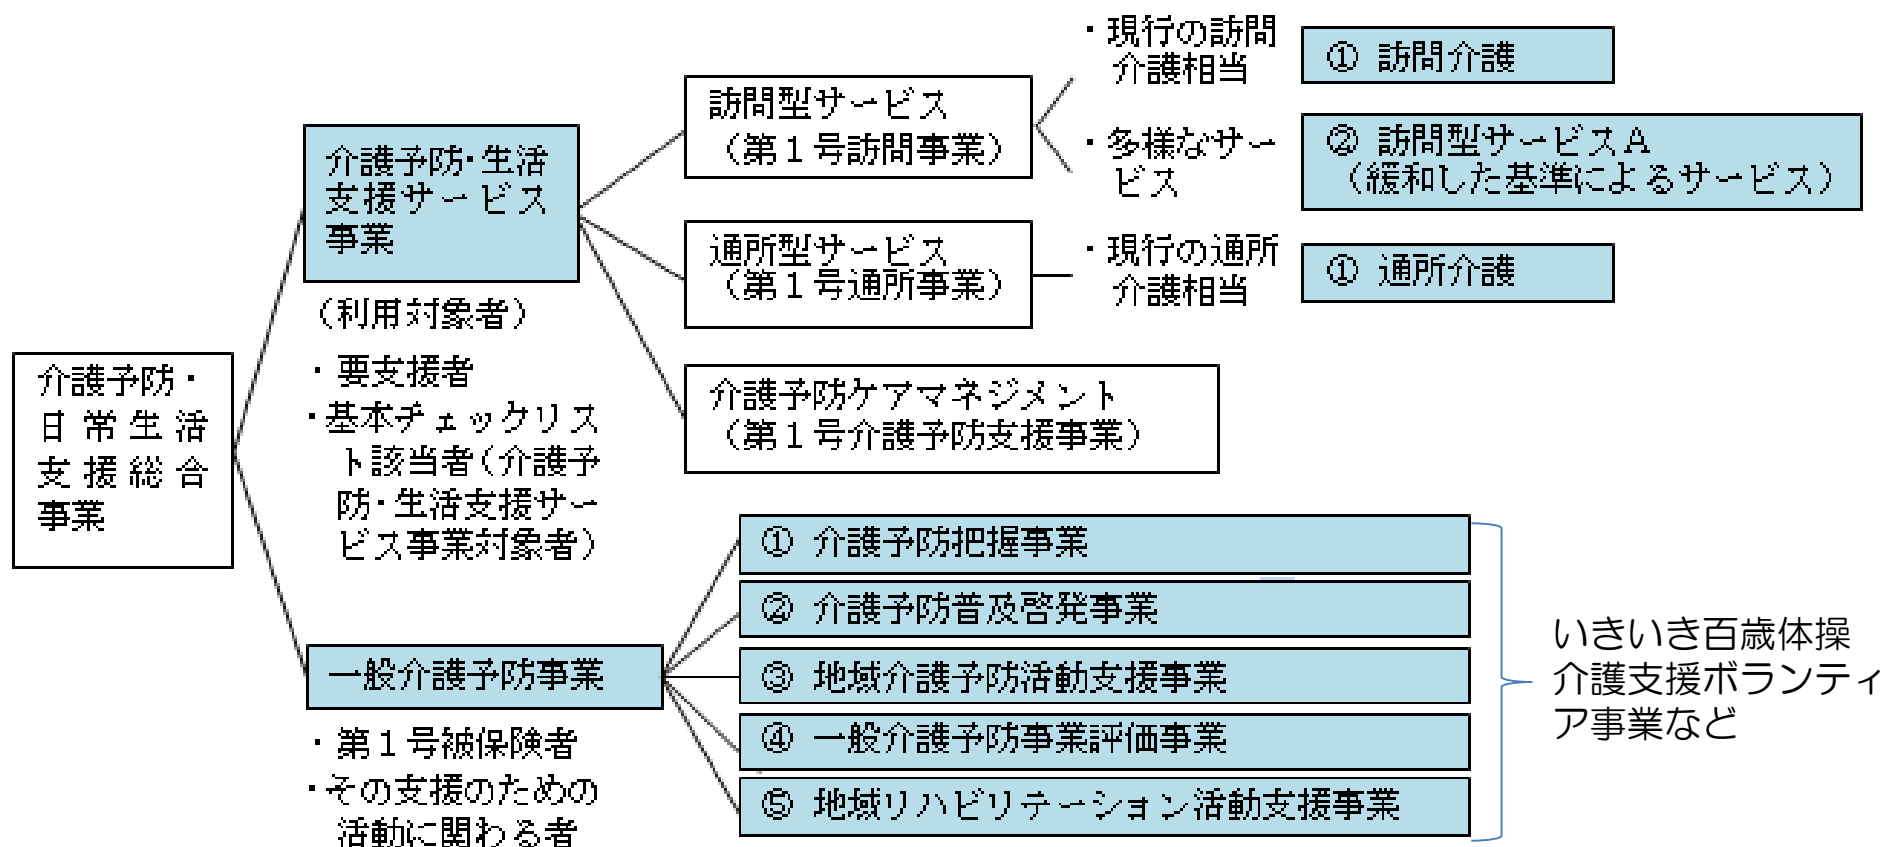 介護予防・
日常生活
支援総合
事業
介護予防・生活
支援サービス
事業
（利用対象者）
・要支援者
・基本チェックリス
ト該当者（介護予
防・生活支援サー
ビス事業対象者）
訪問型サービス
（第１号訪問事業）
・現行の訪問
介護相当
① 訪問介護
・多様なサー
ビス
② 訪問型サービスＡ
（緩和した基準によるサービス）
通所型サービス
（第１号通所事業）
・現行の通所
介護相当
① 通所介護
介護予防ケアマネジメント
（第１号介護予防支援事業）
一般介護予防事業
・第１号被保険者
・その支援のための
活動に関わる者
① 介護予防把握事業
② 介護予防普及啓発事業
③ 地域介護予防活動支援事業
④ 一般介護予防事業評価事業
⑤ 地域リハビリテーション活動支援事業
いきいき百歳体操
介護支援ボランティ
ア事業など